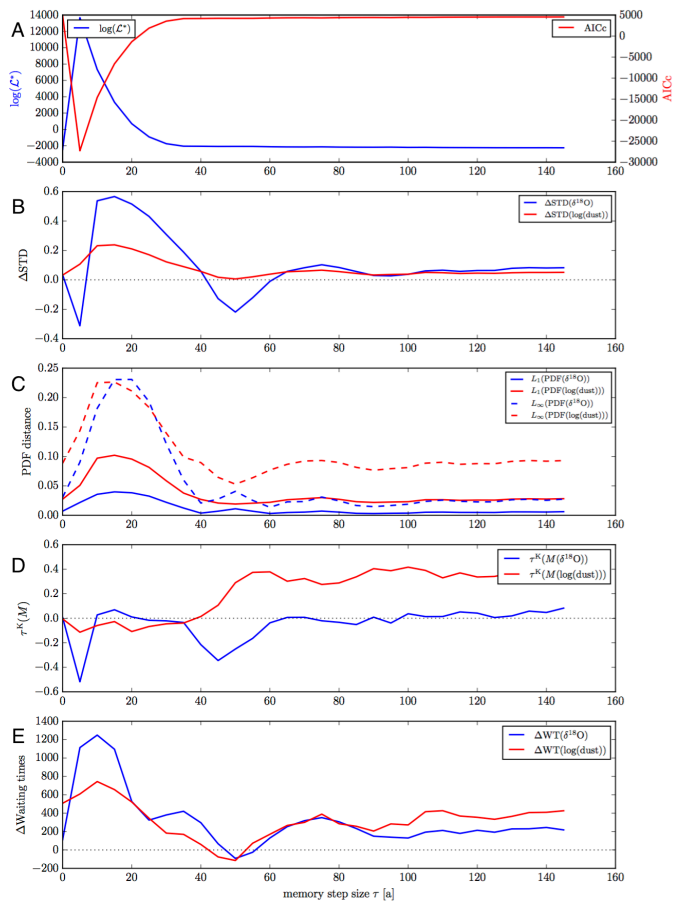 A
14000
12000
10000
8000
6000
4000
2000
0
−2000
−4000
log(ℒ*)
log(ℒ*)
AICc
5000
0
−5000
−10000
−15000
−20000
−25000
−30000
AICc
0 20 40 60 80 100 120 140 160
B
0.6
0.4
0.2
0.0
−0.2
−0.4
ΔSTD
ΔSTD(δ¹⁸O)
ΔSTD(log(dust))
0 20 40 60 80 100 120 140 160
C
0.25
0.20
0.15
0.10
0.05
0.00
PDF distance
L₁(PDF(δ¹⁸O))
L₁(PDF(log(dust)))
L∞(PDF(δ¹⁸O))
L∞(PDF(log(dust)))
0 20 40 60 80 100 120 140 160
D
0.6
0.4
0.2
0.0
−0.2
−0.4
−0.6
τᴷ(M)
τᴷ(M(δ¹⁸O))
τᴷ(M(log(dust)))
0 20 40 60 80 100 120 140 160
E
1400
1200
1000
800
600
400
200
0
−200
ΔWaiting times
ΔWT(δ¹⁸O)
ΔWT(log(dust))
0 20 40 60 80 100 120 140 160
memory step size τ [a]